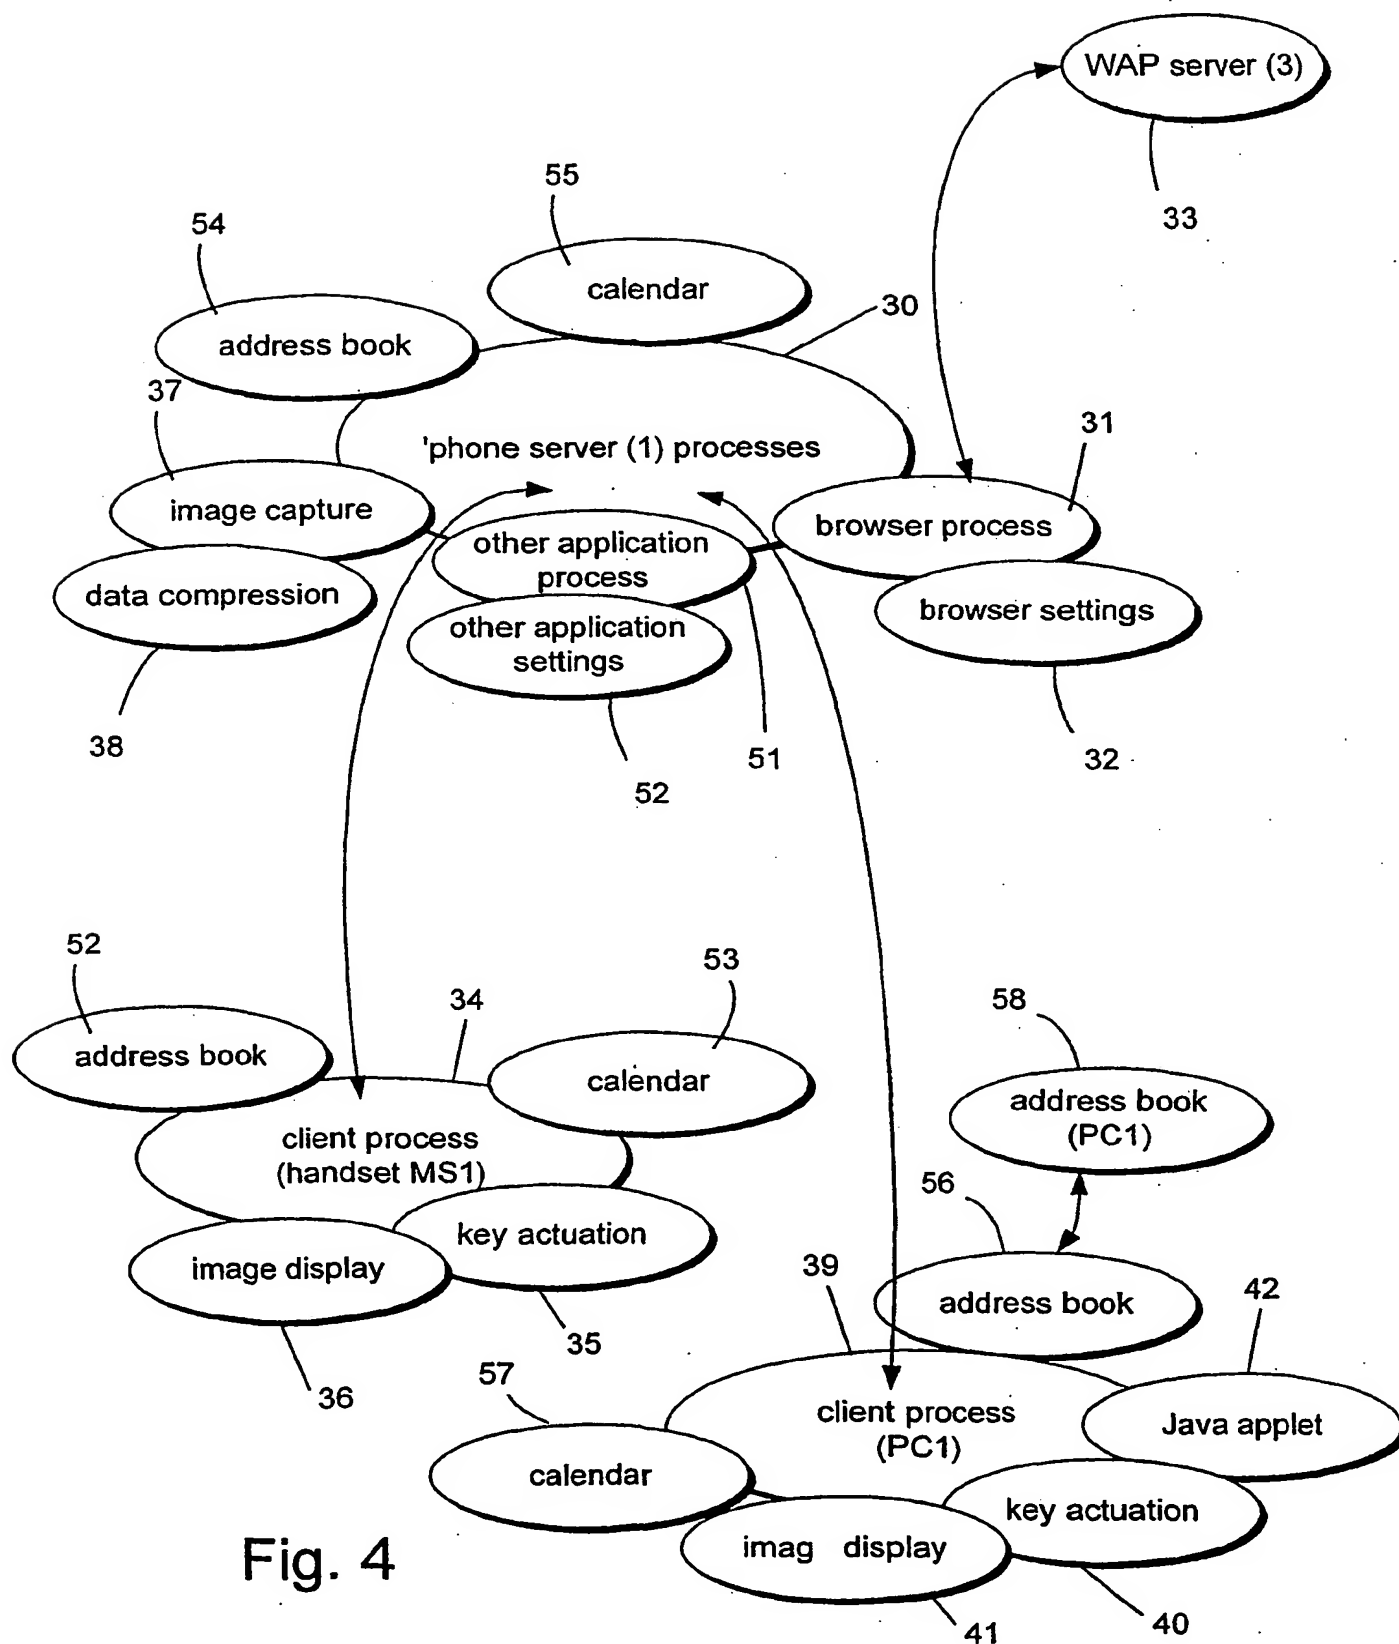 WAP server (3)
33
55
54
calendar
30
address book
37
31
'phone server (1) processes
image capture
browser process
other application
process
data compression
browser settings
other application
settings
38
51
32
52
52
53
34
58
address book
calendar
address book
(PC1)
client process
(handset MS1)
56
key actuation
image display
39
address book
42
35
36
57
client process
(PC1)
Java applet
calendar
key actuation
imag display
Fig. 4
41
40